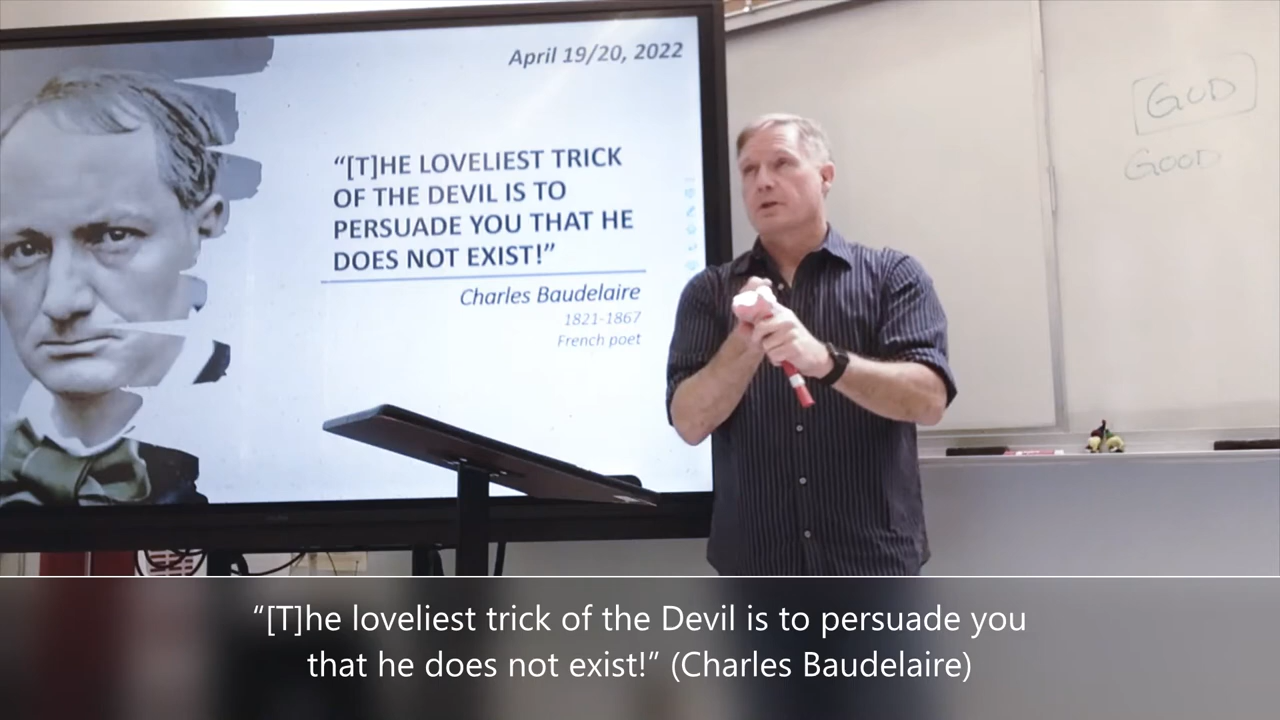 April 19/20, 2022
“[T]HE LOVELIEST TRICK
OF THE DEVIL IS TO
PERSUADE YOU THAT HE
DOES NOT EXIST!”
Charles Baudelaire
1821-1867
French poet
GOD
GOOD
“[T]he loveliest trick of the Devil is to persuade you
that he does not exist!” (Charles Baudelaire)